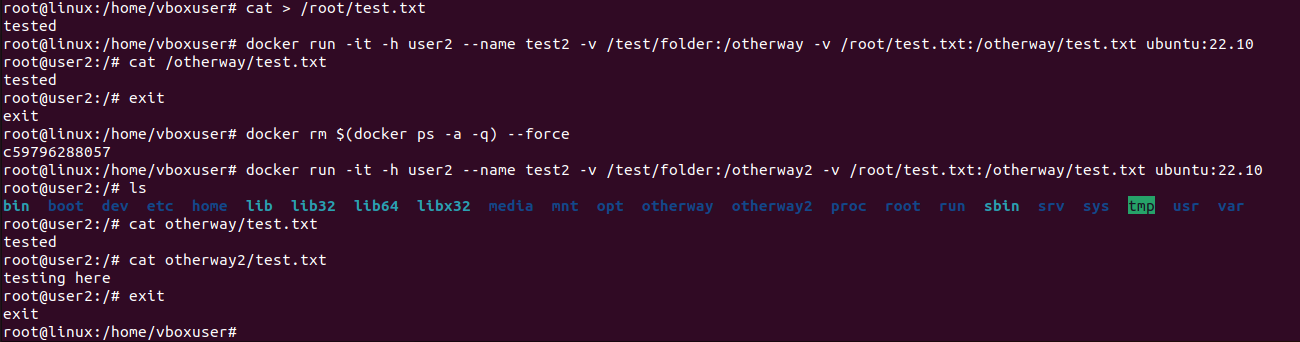 root@linux:/home/vboxuser# cat > /root/test.txt
tested
root@linux:/home/vboxuser# docker run -it -h user2 --name test2 -v /test/folder:/otherway -v /root/test.txt:/otherway/test.txt ubuntu:22.10
root@user2:/# cat /otherway/test.txt
tested
root@user2:/# exit
exit
root@linux:/home/vboxuser# docker rm $(docker ps -a -q) --force
c59796288057
root@linux:/home/vboxuser# docker run -it -h user2 --name test2 -v /test/folder:/otherway2 -v /root/test.txt:/otherway/test.txt ubuntu:22.10
root@user2:/# ls
bin  boot  dev  etc  home  lib  lib32  lib64  libx32  media  mnt  opt  otherway  otherway2  proc  root  run  sbin  srv  sys  tmp  usr  var
root@user2:/# cat otherway/test.txt
tested
root@user2:/# cat otherway2/test.txt
testing here
root@user2:/# exit
exit
root@linux:/home/vboxuser#